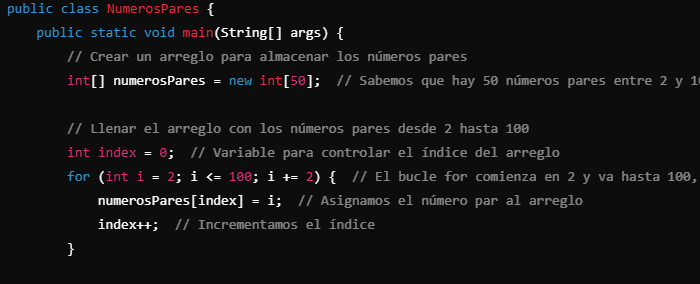 public class NumerosPares {
public static void main(String[] args) {
// Crear un arreglo para almacenar los números pares
int[] numerosPares = new int[50];  // Sabemos que hay 50 números pares entre 2 y
// Llenar el arreglo con los números pares desde 2 hasta 100
int index = 0;  // Variable para controlar el índice del arreglo
for (int i = 2; i <= 100; i += 2) {  // El bucle for comienza en 2 y va hasta 100,
numerosPares[index] = i;  // Asignamos el número par al arreglo
index++;  // Incrementamos el índice
}